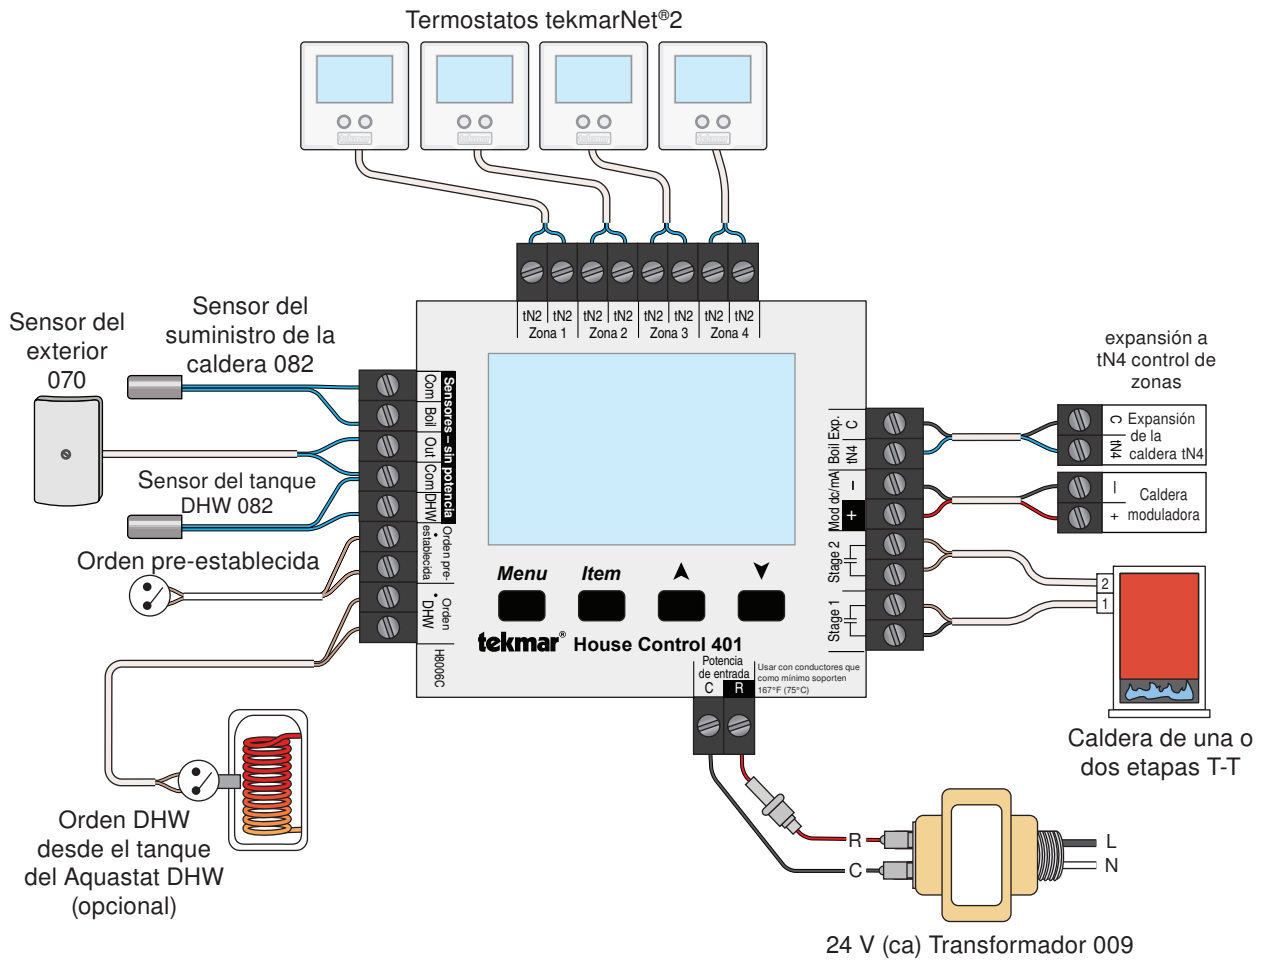 Termostatos tekmarNet®2
tekmar
tekmar
tekmar
tekmar
tN2 tN2 tN2 tN2 tN2 tN2 tN2 tN2
Zona 1 Zona 2 Zona 3 Zona 4
Sensor del
exterior
070
Sensor del
suministro de la
caldera 082
Sensor del tanque
DHW 082
Orden pre-establecida
Orden DHW
desde el tanque
del Aquastat DHW
(opcional)
Sensores – sin potencia
Com
Boil
Out
Com
DHW
Orden pre-
• establecida
Orden
• DHW
H8006C
Menu
Item
tekmar® House Control 401
Potencia
de entrada
C R
Usar con conductores que
como mínimo soporten
167°F (75°C)
Boil Exp.
C
tN4
Mod dc/mA
–
+
Stage 2
Stage 1
expansión a
tN4 control de
zonas
C
tN4
Expansión
de la
caldera tN4
–
+
Caldera
moduladora
2
1
Caldera de una o
dos etapas T-T
R
C
L
N
24 V (ca) Transformador 009